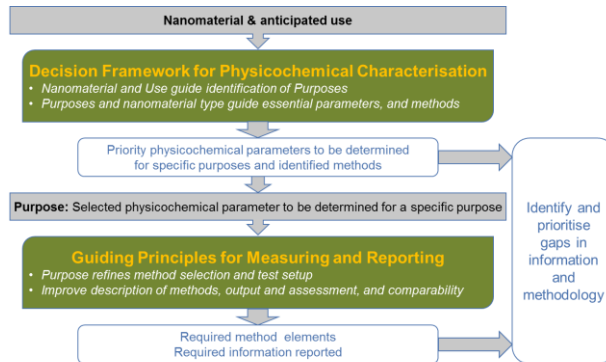 Nanomaterial & anticipated use
Decision Framework for Physicochemical Characterisation
• Nanomaterial and Use guide identification of Purposes
• Purposes and nanomaterial type guide essential parameters, and methods
Priority physicochemical parameters to be determined
for specific purposes and identified methods
Purpose: Selected physicochemical parameter to be determined for a specific purpose
Guiding Principles for Measuring and Reporting
• Purpose refines method selection and test setup
• Improve description of methods, output and assessment, and comparability
Required method elements
Required information reported
Identify and
prioritise
gaps in
information
and
methodology